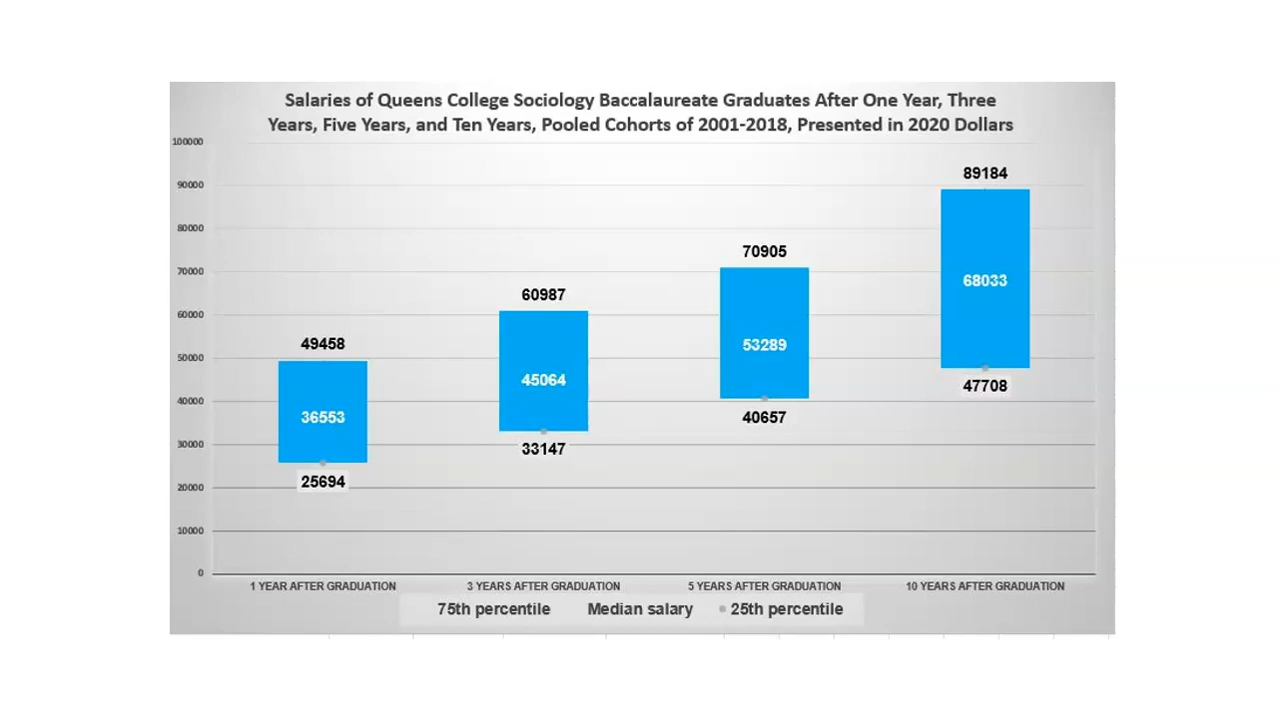 Salaries of Queens College Sociology Baccalaureate Graduates After One Year, Three
Years, Five Years, and Ten Years, Pooled Cohorts of 2001-2018, Presented in 2020 Dollars
100000
90000
80000
70000
60000
50000
40000
30000
20000
10000
0
49458
36553
25694
60987
45064
33147
70905
53289
40657
89184
68033
47708
1 YEAR AFTER GRADUATION
3 YEARS AFTER GRADUATION
5 YEARS AFTER GRADUATION
10 YEARS AFTER GRADUATION
75th percentile
Median salary
25th percentile